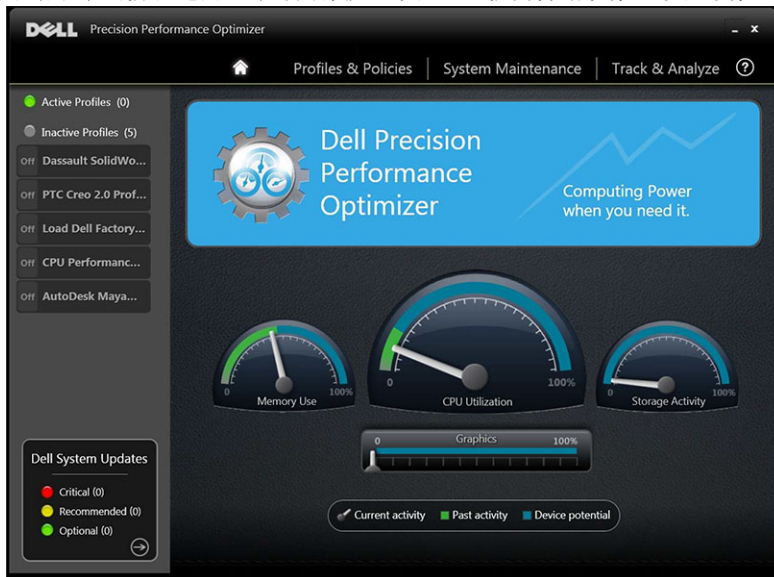 DELL Precision Performance Optimizer
Profiles & Policies System Maintenance Track & Analyze ?
Active Profiles (0)
Inactive Profiles (5)
Off Dassault SolidWo...
Off PTC Creo 2.0 Prof...
Off Load Dell Factory...
Off CPU Performanc...
Off AutoDesk Maya...
Dell Precision
Performance
Optimizer
Computing Power
when you need it.
0 100%
Memory Use
0 100%
CPU Utilization
0 100%
Storage Activity
0 Graphics 100%
Current activity Past activity Device potential
Dell System Updates
Critical (0)
Recommended (0)
Optional (0)